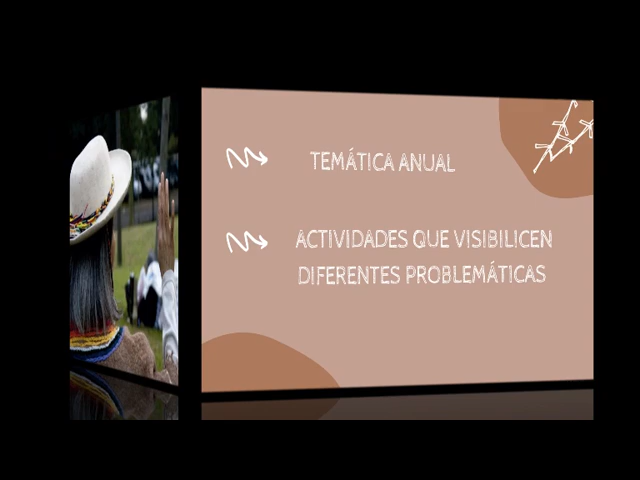 TEMÁTICA ANUAL
ACTIVIDADES QUE VISIBILICEN
DIFERENTES PROBLEMÁTICAS